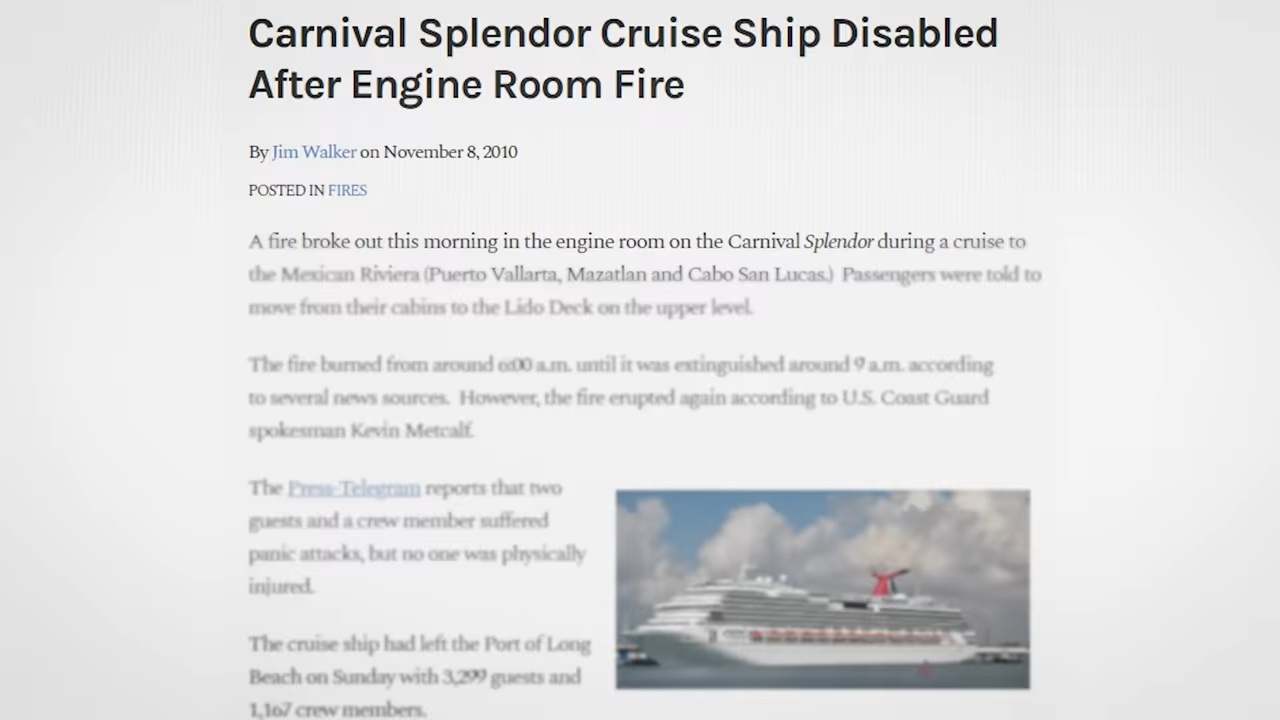 Carnival Splendor Cruise Ship Disabled
After Engine Room Fire
By Jim Walker on November 8, 2010
POSTED IN FIRES
A fire broke out this morning in the engine room on the Carnival Splendor during a cruise to
the Mexican Riviera (Puerto Vallarta, Mazatlan and Cabo San Lucas.) Passengers were told to
move from their cabins to the Lido Deck on the upper level.
The fire burned from around 6:00 a.m. until it was extinguished around 9 a.m. according
to several news sources. However, the fire erupted again according to U.S. Coast Guard
spokesman Kevin Metcalf.
The Press-Telegram reports that two
guests and a crew member suffered
panic attacks, but no one was physically
injured.
The cruise ship had left the Port of Long
Beach on Sunday with 3,299 guests and
1,167 crew members.